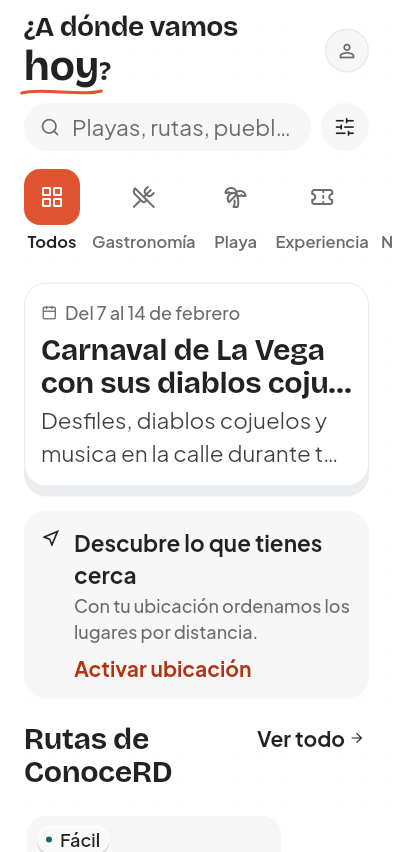 ¿A dónde vamos
hoy?
Playas, rutas, puebl...
Todos Gastronomía Playa Experiencia N
Del 7 al 14 de febrero
Carnaval de La Vega
con sus diablos coju...
Desfiles, diablos cojuelos y
musica en la calle durante t...
Descubre lo que tienes
cerca
Con tu ubicación ordenamos los
lugares por distancia.
Activar ubicación
Rutas de
ConoceRD
Ver todo
Fácil